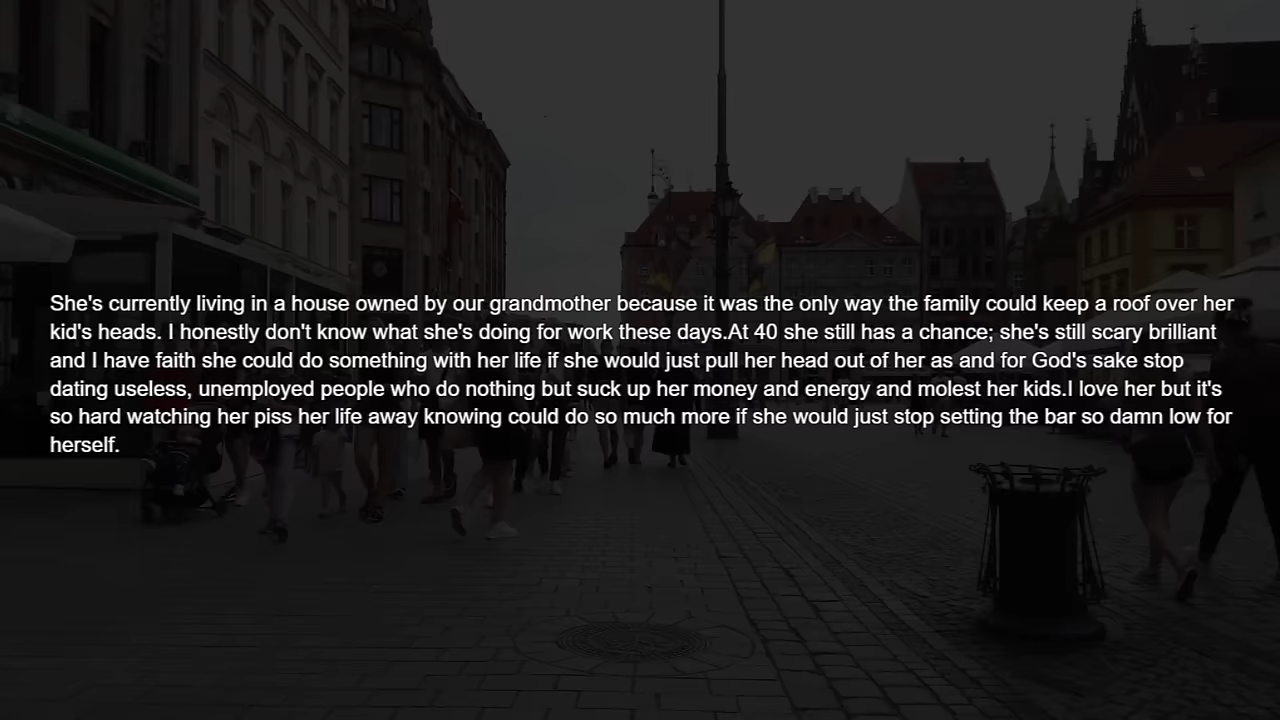 She's currently living in a house owned by our grandmother because it was the only way the family could keep a roof over her
kid's heads. I honestly don't know what she's doing for work these days.At 40 she still has a chance; she's still scary brilliant
and I have faith she could do something with her life if she would just pull her head out of her as and for God's sake stop
dating useless, unemployed people who do nothing but suck up her money and energy and molest her kids.I love her but it's
so hard watching her piss her life away knowing could do so much more if she would just stop setting the bar so damn low for
herself.